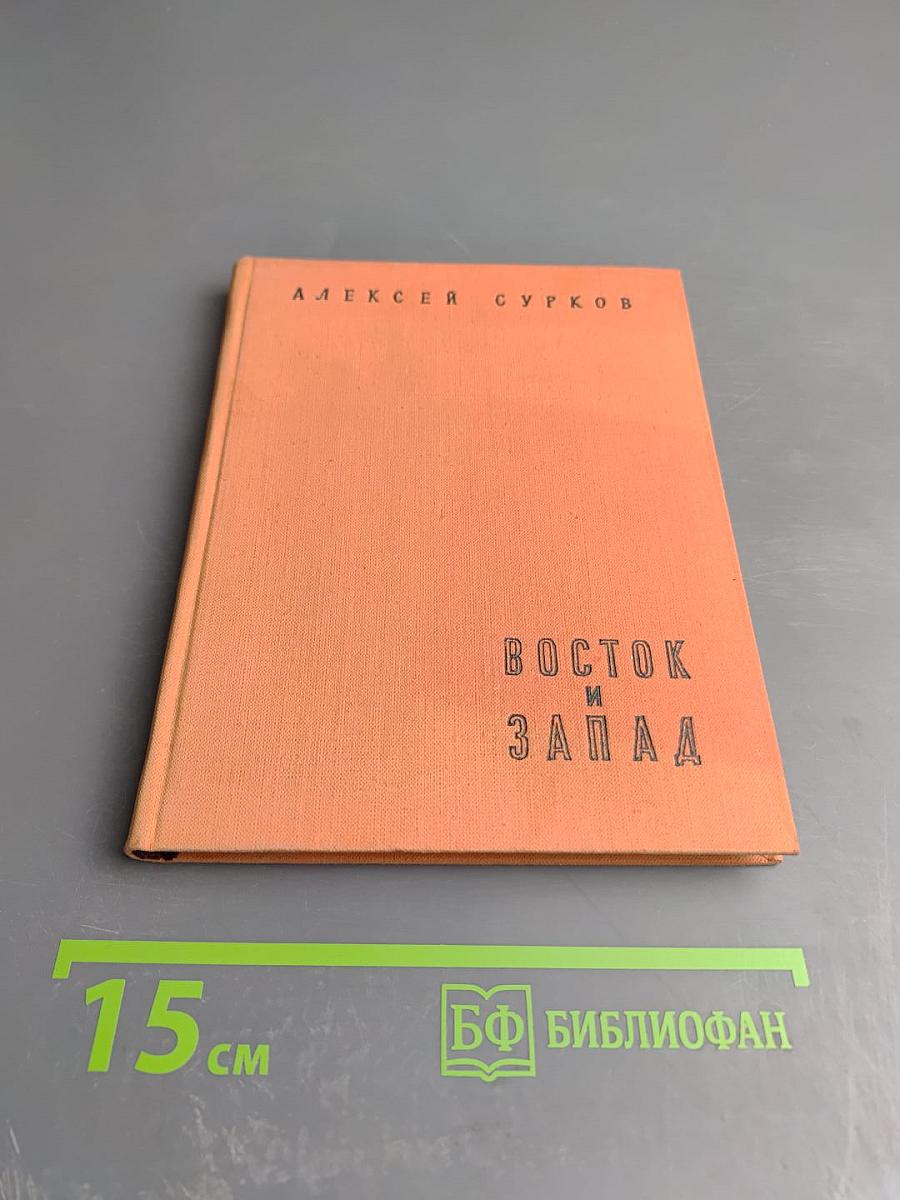 АЛЕКСЕЙ СУРКОВ
ВОСТОК
И
ЗАПАД
15 см
БФ БИБЛИОФАН